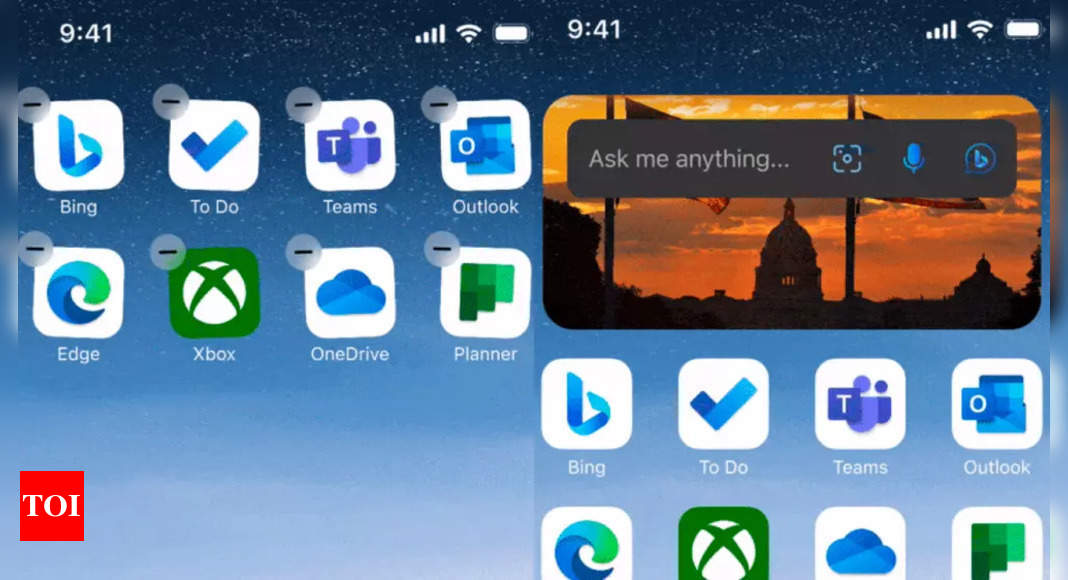 9:41
Bing
To Do
Teams
Outlook
Edge
Xbox
OneDrive
Planner
TOI
9:41
Ask me anything...
Bing
To Do
Teams
Outlook